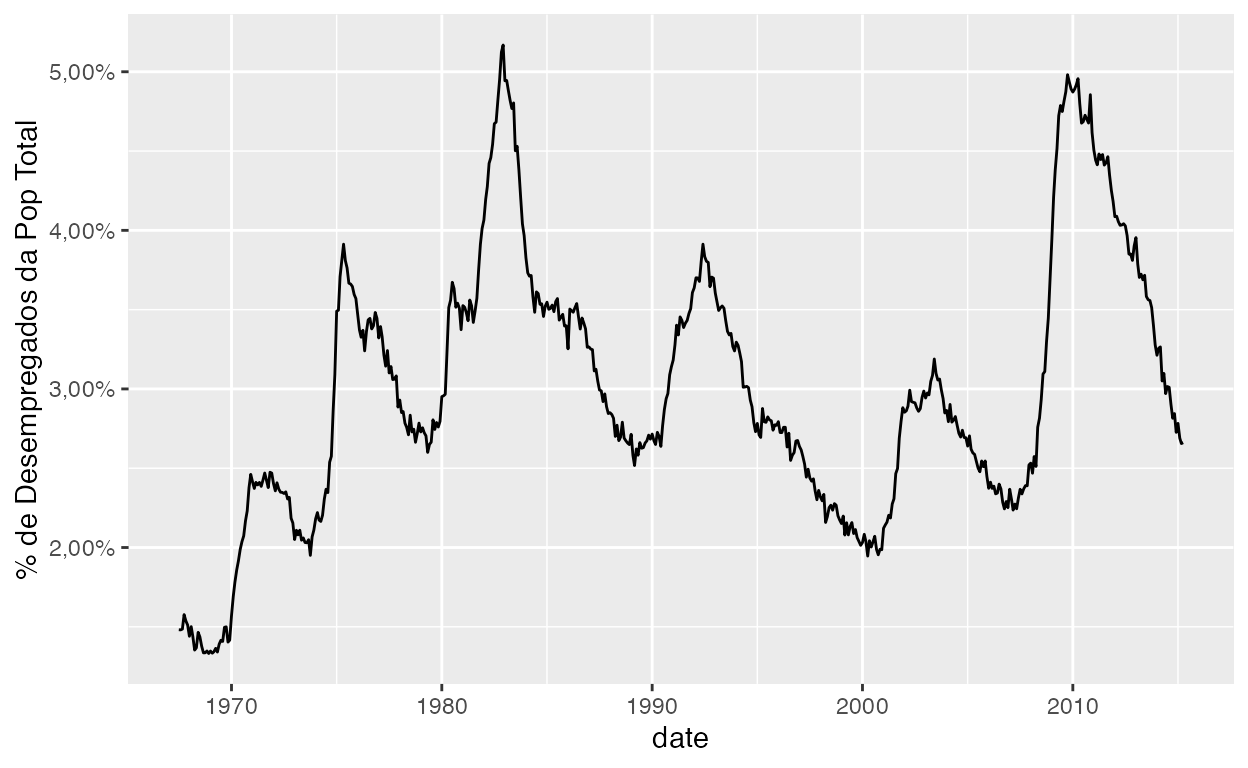 % de Desempregados da Pop Total
5,00%
4,00%
3,00%
2,00%
1970 1980 1990 2000 2010
date